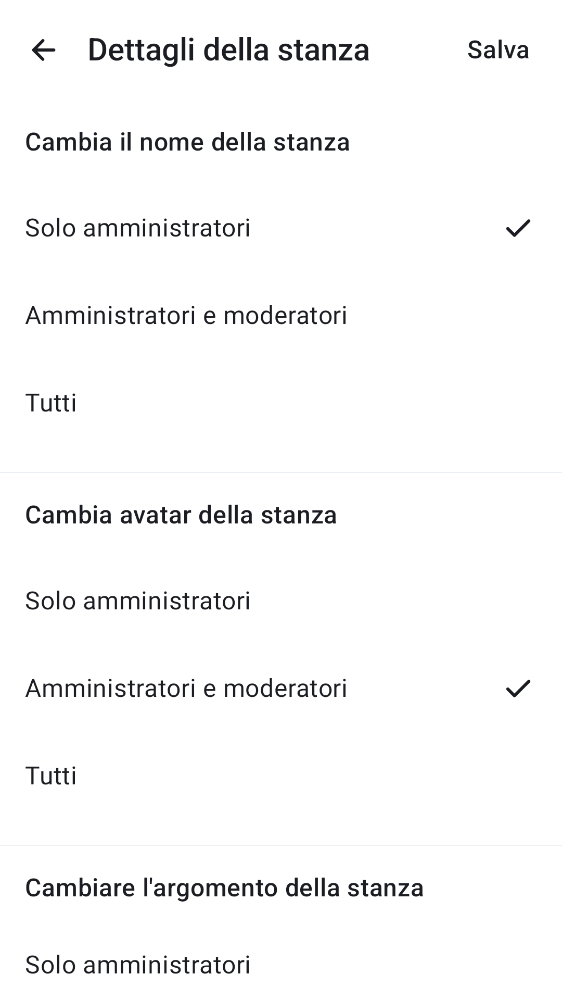 Dettagli della stanza
Salva
Cambia il nome della stanza
Solo amministratori
Amministratori e moderatori
Tutti
Cambia avatar della stanza
Solo amministratori
Amministratori e moderatori
Tutti
Cambiare l'argomento della stanza
Solo amministratori